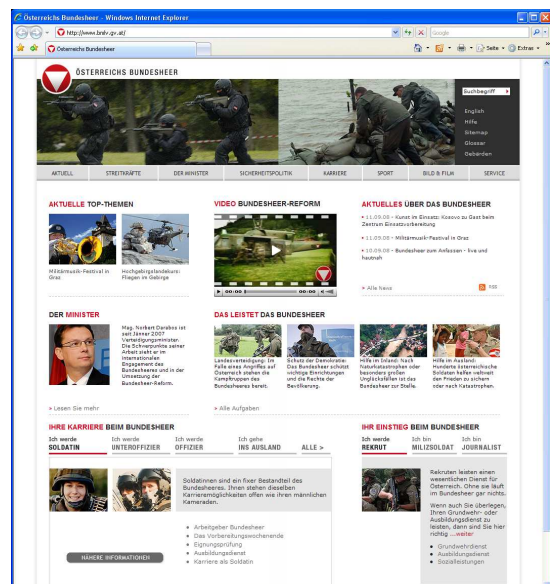 Österreichs Bundesheer - Windows Internet Explorer
http://www.bmlv.gv.at/
Google
Österreichs Bundesheer
Seite
Extras
ÖSTERREICHS BUNDESHEER
Suchbegriff
English
Hilfe
Sitemap
Glossar
Gebärden
AKTUELL STREITKRÄFTE DER MINISTER SICHERHEITSPOLITIK KARRIERE SPORT BILD & FILM SERVICE
AKTUELLE TOP-THEMEN
Militärmusik-Festival in
Graz
Hochgebirgslandekurs:
Fliegen im Gebirge
VIDEO BUNDESHEER-REFORM
00:00 00:00
AKTUELLES ÜBER DAS BUNDESHEER
11.09.08 - Kunst im Einsatz: Kosovo zu Gast beim
Zentrum Einsatzvorbereitung
11.09.08 - Militärmusik-Festival in Graz
10.09.08 - Bundesheer zum Anfassen - live und
hautnah
» Alle News
RSS
DER MINISTER
Mag. Norbert Darabos ist
seit Jänner 2007
Verteidigungsminister.
Die Schwerpunkte seiner
Arbeit sieht er im
internationalen
Engagement des
Bundesheeres und in der
Umsetzung der
Bundesheer-Reform.
» Lesen Sie mehr
DAS LEISTET DAS BUNDESHEER
Landesverteidigung: Im
Falle eines Angriffes auf
Österreich stehen die
Kampftruppen des
Bundesheeres bereit.
Schutz der Demokratie:
Das Bundesheer schützt
wichtige Einrichtungen
und die Rechte der
Bevölkerung.
Hilfe im Inland: Nach
Naturkatastrophen oder
besonders großen
Unglücksfällen ist das
Bundesheer zur Stelle.
Hilfe im Ausland:
Hunderte österreichische
Soldaten helfen weltweit
den Frieden zu sichern
oder nach Katastrophen.
» Alle Aufgaben
IHRE KARRIERE BEIM BUNDESHEER
Ich werde
SOLDATIN
Ich werde
UNTEROFFIZIER
Ich werde
OFFIZIER
Ich gehe
INS AUSLAND
ALLE >
Soldatinnen sind ein fixer Bestandteil des
Bundesheeres. Ihnen stehen dieselben
Karrieremöglichkeiten offen wie ihren männlichen
Kameraden.
Arbeitgeber Bundesheer
Das Vorbereitungswochenende
Eignungsprüfung
Ausbildungsdienst
Karriere als Soldatin
NÄHERE INFORMATIONEN
IHR EINSTIEG BEIM BUNDESHEER
Ich werde
REKRUT
Ich bin
MILIZSOLDAT
Ich bin
JOURNALIST
Rekruten leisten einen
wesentlichen Dienst für
Österreich. Ohne sie läuft
im Bundesheer gar nichts.
Wenn auch Sie überlegen,
Ihren Grundwehr- oder
Ausbildungsdienst zu
leisten, dann sind Sie hier
richtig ...weiter
Grundwehrdienst
Ausbildungsdienst
Sozialleistungen